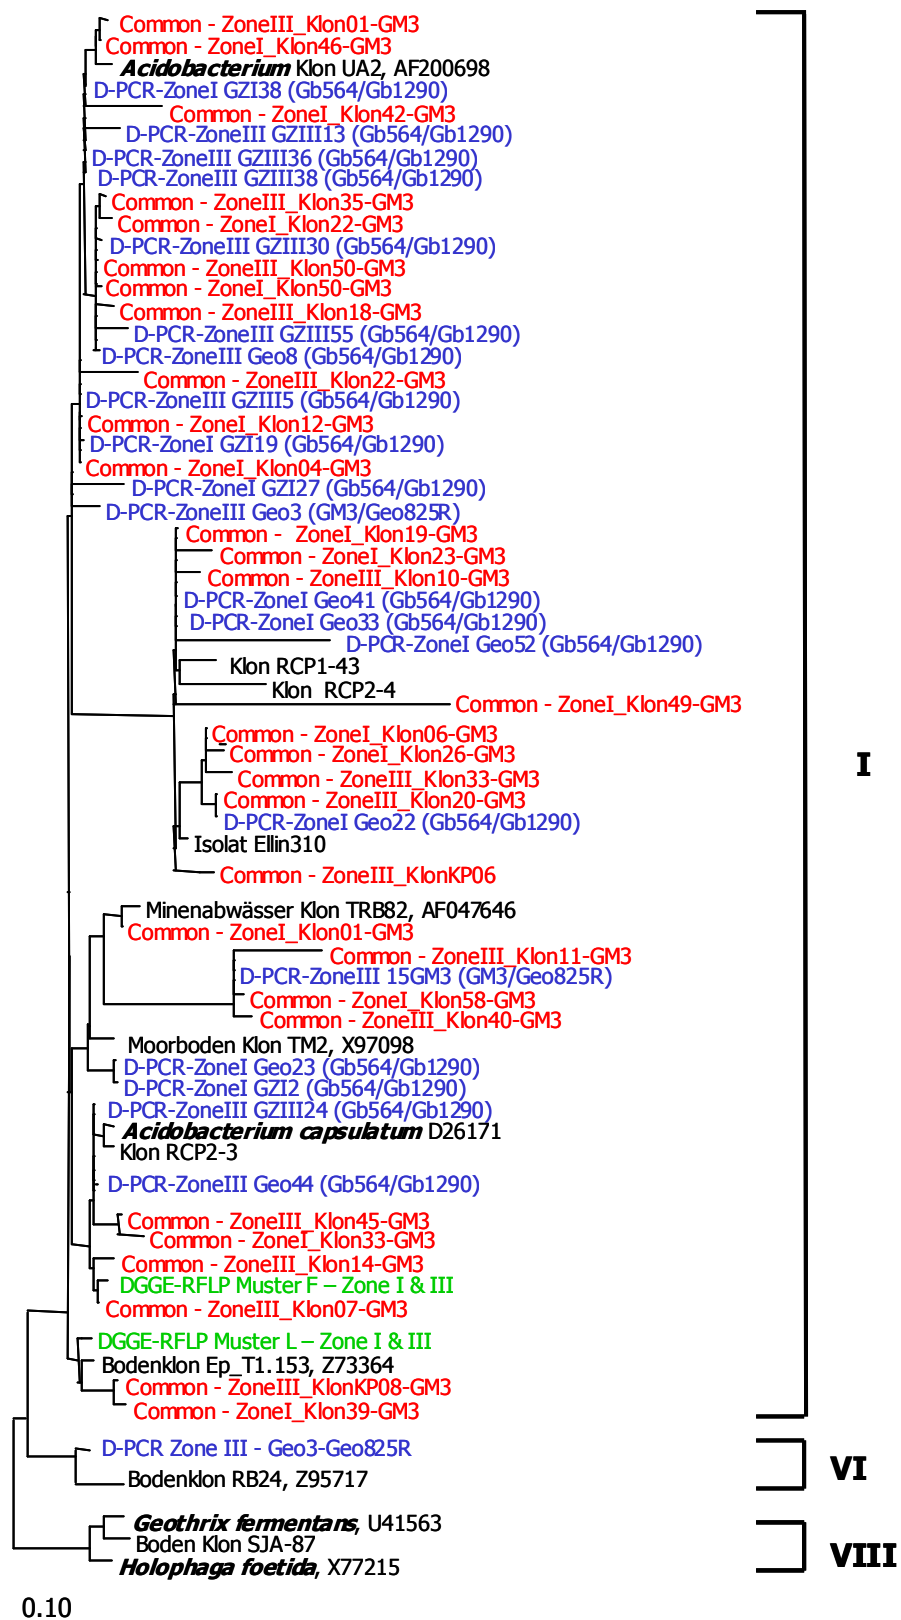 Common - ZoneIII_Klon01-GM3
Common - ZoneI_Klon46-GM3
Acidobacterium Klon UA2, AF200698
D-PCR-ZoneI GZI38 (Gb564/Gb1290)
Common - ZoneI_Klon42-GM3
D-PCR-ZoneIII GZIII13 (Gb564/Gb1290)
D-PCR-ZoneIII GZIII36 (Gb564/Gb1290)
D-PCR-ZoneIII GZIII38 (Gb564/Gb1290)
Common - ZoneIII_Klon35-GM3
Common - ZoneI_Klon22-GM3
D-PCR-ZoneIII GZIII30 (Gb564/Gb1290)
Common - ZoneIII_Klon50-GM3
Common - ZoneI_Klon50-GM3
Common - ZoneIII_Klon18-GM3
D-PCR-ZoneIII GZIII55 (Gb564/Gb1290)
D-PCR-ZoneIII Geo8 (Gb564/Gb1290)
Common - ZoneIII_Klon22-GM3
D-PCR-ZoneIII GZIII5 (Gb564/Gb1290)
Common - ZoneI_Klon12-GM3
D-PCR-ZoneI GZI19 (Gb564/Gb1290)
Common - ZoneI_Klon04-GM3
D-PCR-ZoneI GZI27 (Gb564/Gb1290)
D-PCR-ZoneIII Geo3 (GM3/Geo825R)
Common - ZoneI_Klon19-GM3
Common - ZoneI_Klon23-GM3
Common - ZoneIII_Klon10-GM3
D-PCR-ZoneI Geo41 (Gb564/Gb1290)
D-PCR-ZoneI Geo33 (Gb564/Gb1290)
D-PCR-ZoneI Geo52 (Gb564/Gb1290)
Klon RCP1-43
Klon RCP2-4
Common - ZoneI_Klon49-GM3
Common - ZoneI_Klon06-GM3
Common - ZoneI_Klon26-GM3
I
Common - ZoneIII_Klon33-GM3
Common - ZoneIII_Klon20-GM3
D-PCR-ZoneI Geo22 (Gb564/Gb1290)
Isolat Ellin310
Common - ZoneIII_KlonKP06
Minenabwässer Klon TRB82, AF047646
Common - ZoneI_Klon01-GM3
Common - ZoneIII_Klon11-GM3
D-PCR-ZoneIII 15GM3 (GM3/Geo825R)
Common - ZoneI_Klon58-GM3
Common - ZoneIII_Klon40-GM3
Moorboden Klon TM2, X97098
D-PCR-ZoneI Geo23 (Gb564/Gb1290)
D-PCR-ZoneI GZI2 (Gb564/Gb1290)
D-PCR-ZoneIII GZIII24 (Gb564/Gb1290)
Acidobacterium capsulatum D26171
Klon RCP2-3
D-PCR-ZoneIII Geo44 (Gb564/Gb1290)
Common - ZoneIII_Klon45-GM3
Common - ZoneI_Klon33-GM3
Common - ZoneIII_Klon14-GM3
DGGE-RFLP Muster F – Zone I & III
Common - ZoneIII_Klon07-GM3
DGGE-RFLP Muster L – Zone I & III
Bodenklon Ep_T1.153, Z73364
Common - ZoneIII_KlonKP08-GM3
Common - ZoneI_Klon39-GM3
D-PCR Zone III - Geo3-Geo825R
VI
Bodenklon RB24, Z95717
Geothrix fermentans, U41563
Boden Klon SJA-87
VIII
Holophaga foetida, X77215
0.10